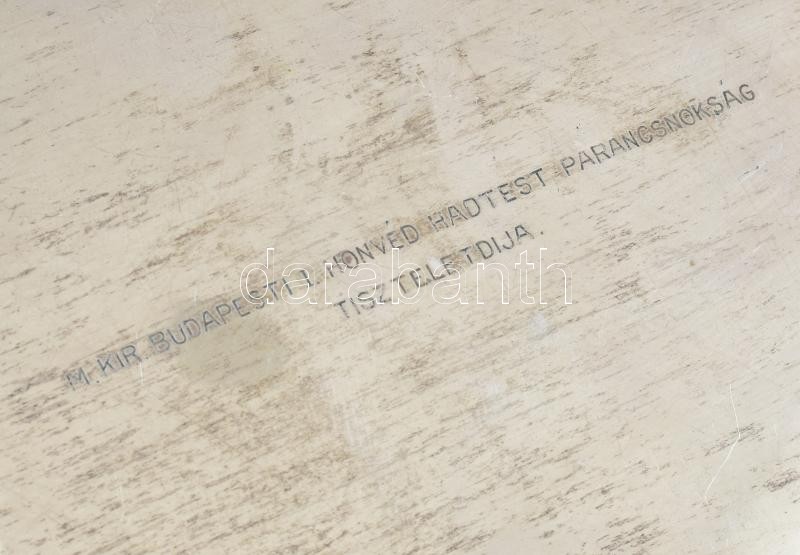 M. KIR. BUDAPESTI I. HONVÉD HADTEST PARANCSNOKSÁG
TISZTELETDIJA.
darabanth